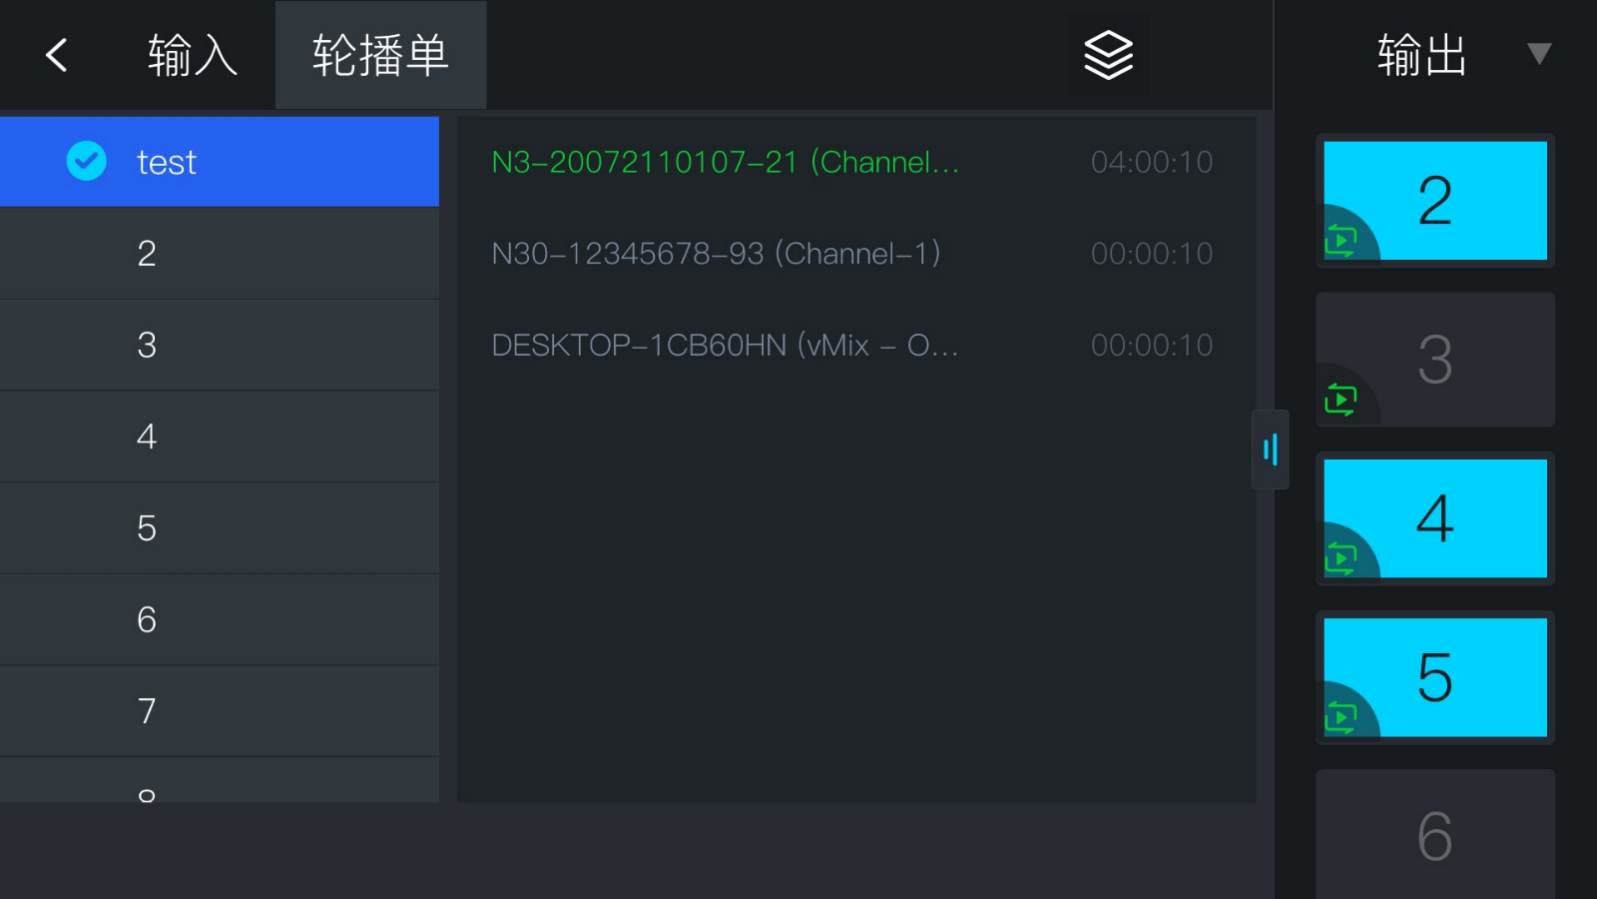 输入
轮播单
输出
test
2
3
4
5
6
7
8
N3-20072110107-21 (Channel...
04:00:10
N30-12345678-93 (Channel-1)
00:00:10
DESKTOP-1CB60HN (vMix - O...
00:00:10
2
3
4
5
6